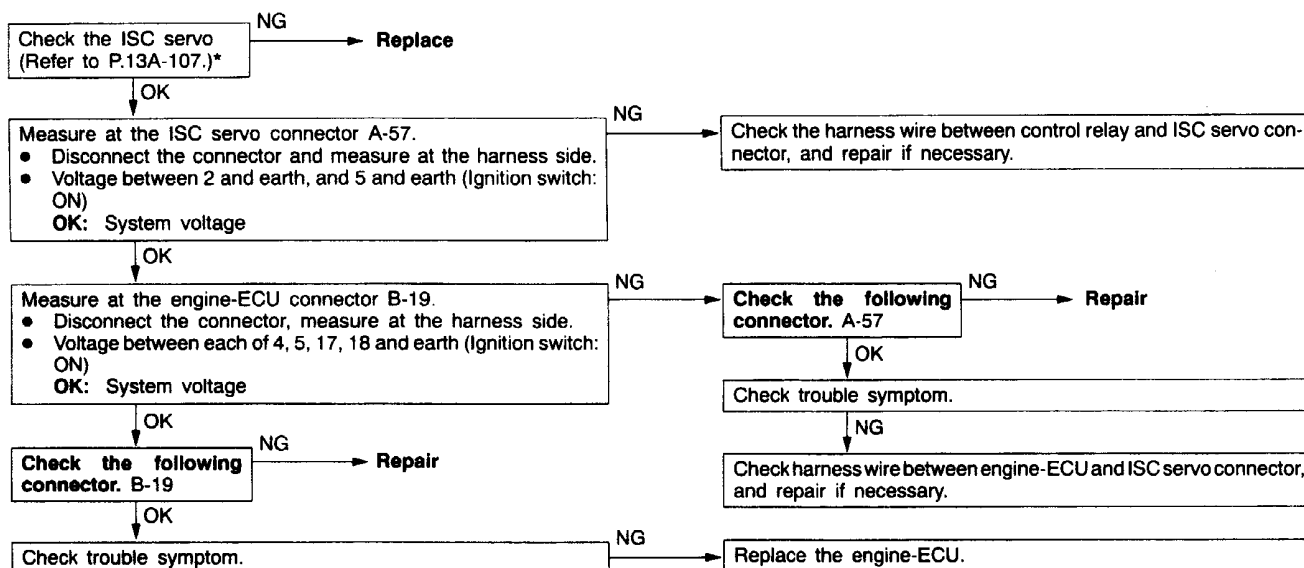 NG
Check the ISC servo
(Refer to P.13A-107.)*
Replace
OK
Measure at the ISC servo connector A-57.
● Disconnect the connector and measure at the harness side.
● Voltage between 2 and earth, and 5 and earth (Ignition switch:
ON)
OK: System voltage
NG
Check the harness wire between control relay and ISC servo con-
nector, and repair if necessary.
OK
Measure at the engine-ECU connector B-19.
● Disconnect the connector, measure at the harness side.
● Voltage between each of 4, 5, 17, 18 and earth (Ignition switch:
ON)
OK: System voltage
NG
Check the following
connector. A-57
NG
Repair
OK
Check trouble symptom.
NG
Check harness wire between engine-ECU and ISC servo connector,
and repair if necessary.
OK
Check the following
connector. B-19
NG
Repair
OK
Check trouble symptom.
NG
Replace the engine-ECU.